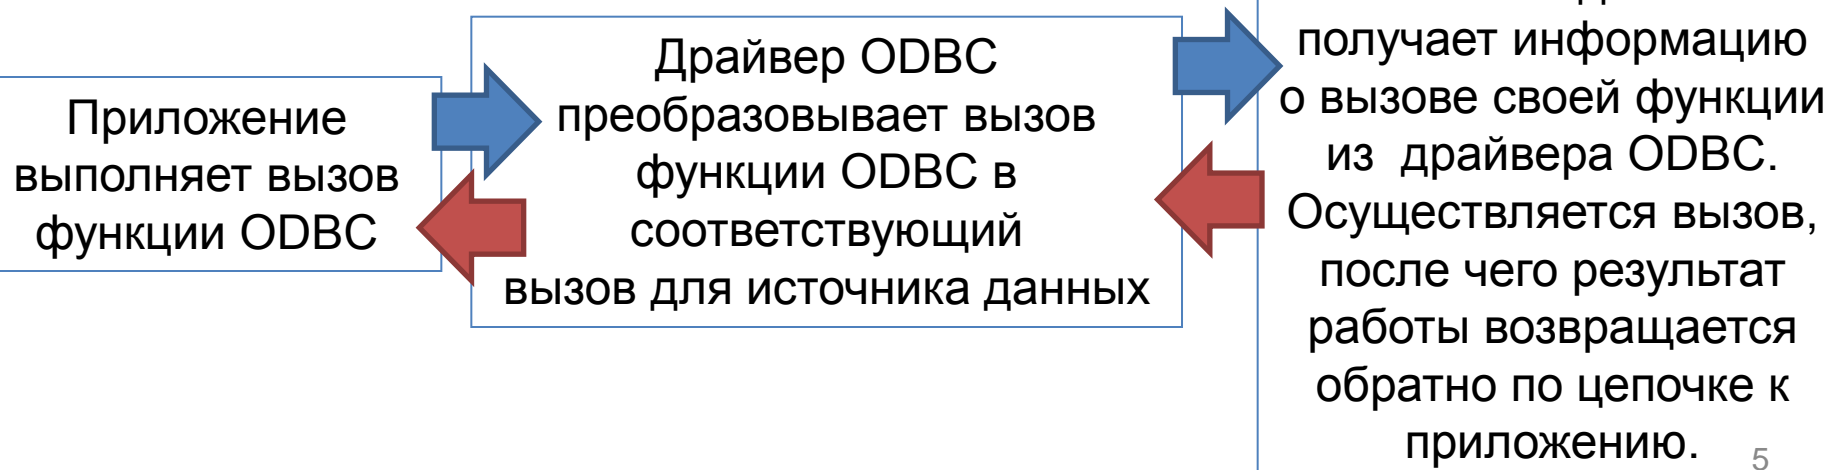 Приложение
выполняет вызов
функции ODBC
Драйвер ODBC
преобразовывает вызов
функции ODBC в
соответствующий
вызов для источника данных
получает информацию
о вызове своей функции
из драйвера ODBC.
Осуществляется вызов,
после чего результат
работы возвращается
обратно по цепочке к
приложению.
5